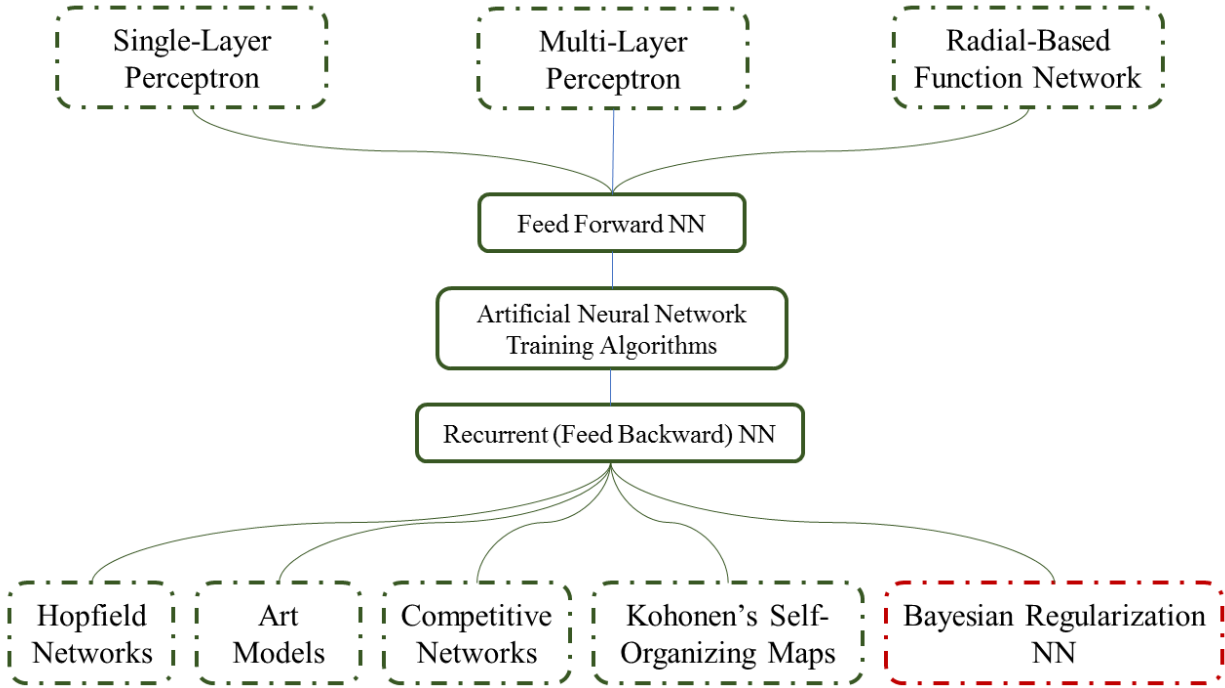 Single-Layer
Perceptron
Multi-Layer
Perceptron
Radial-Based
Function Network
Feed Forward NN
Artificial Neural Network
Training Algorithms
Recurrent (Feed Backward) NN
Hopfield
Networks
Art
Models
Competitive
Networks
Kohonen's Self-
Organizing Maps
Bayesian Regularization
NN